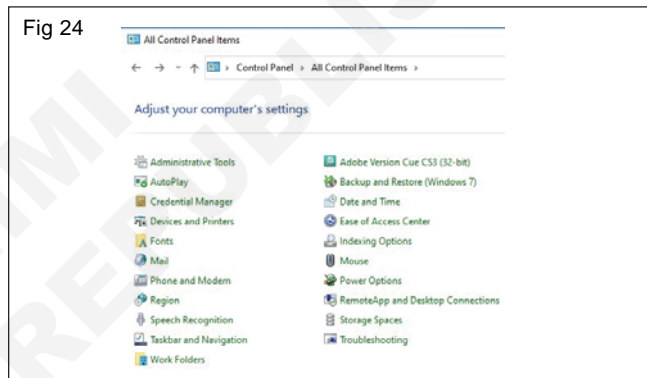 Fig 24
All Control Panel Items
Control Panel > All Control Panel Items >
Adjust your computer's settings
Administrative Tools
AutoPlay
Credential Manager
Devices and Printers
Fonts
Mail
Phone and Modem
Region
Speech Recognition
Taskbar and Navigation
Work Folders
Adobe Version Cue CS3 (32-bit)
Backup and Restore (Windows 7)
Date and Time
Ease of Access Center
Indexing Options
Mouse
Power Options
RemoteApp and Desktop Connections
Storage Spaces
Troubleshooting